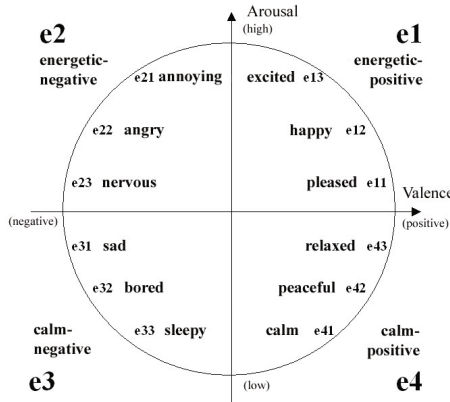 Arousal
(high)
e2
energetic-
negative
e1
energetic-
positive
e21 annoying
excited e13
e22 angry
happy e12
e23 nervous
pleased e11
Valence
(negative)
(positive)
e31 sad
relaxed e43
e32 bored
peaceful e42
e33 sleepy
calm e41
calm-
negative
e3
calm-
positive
e4
(low)